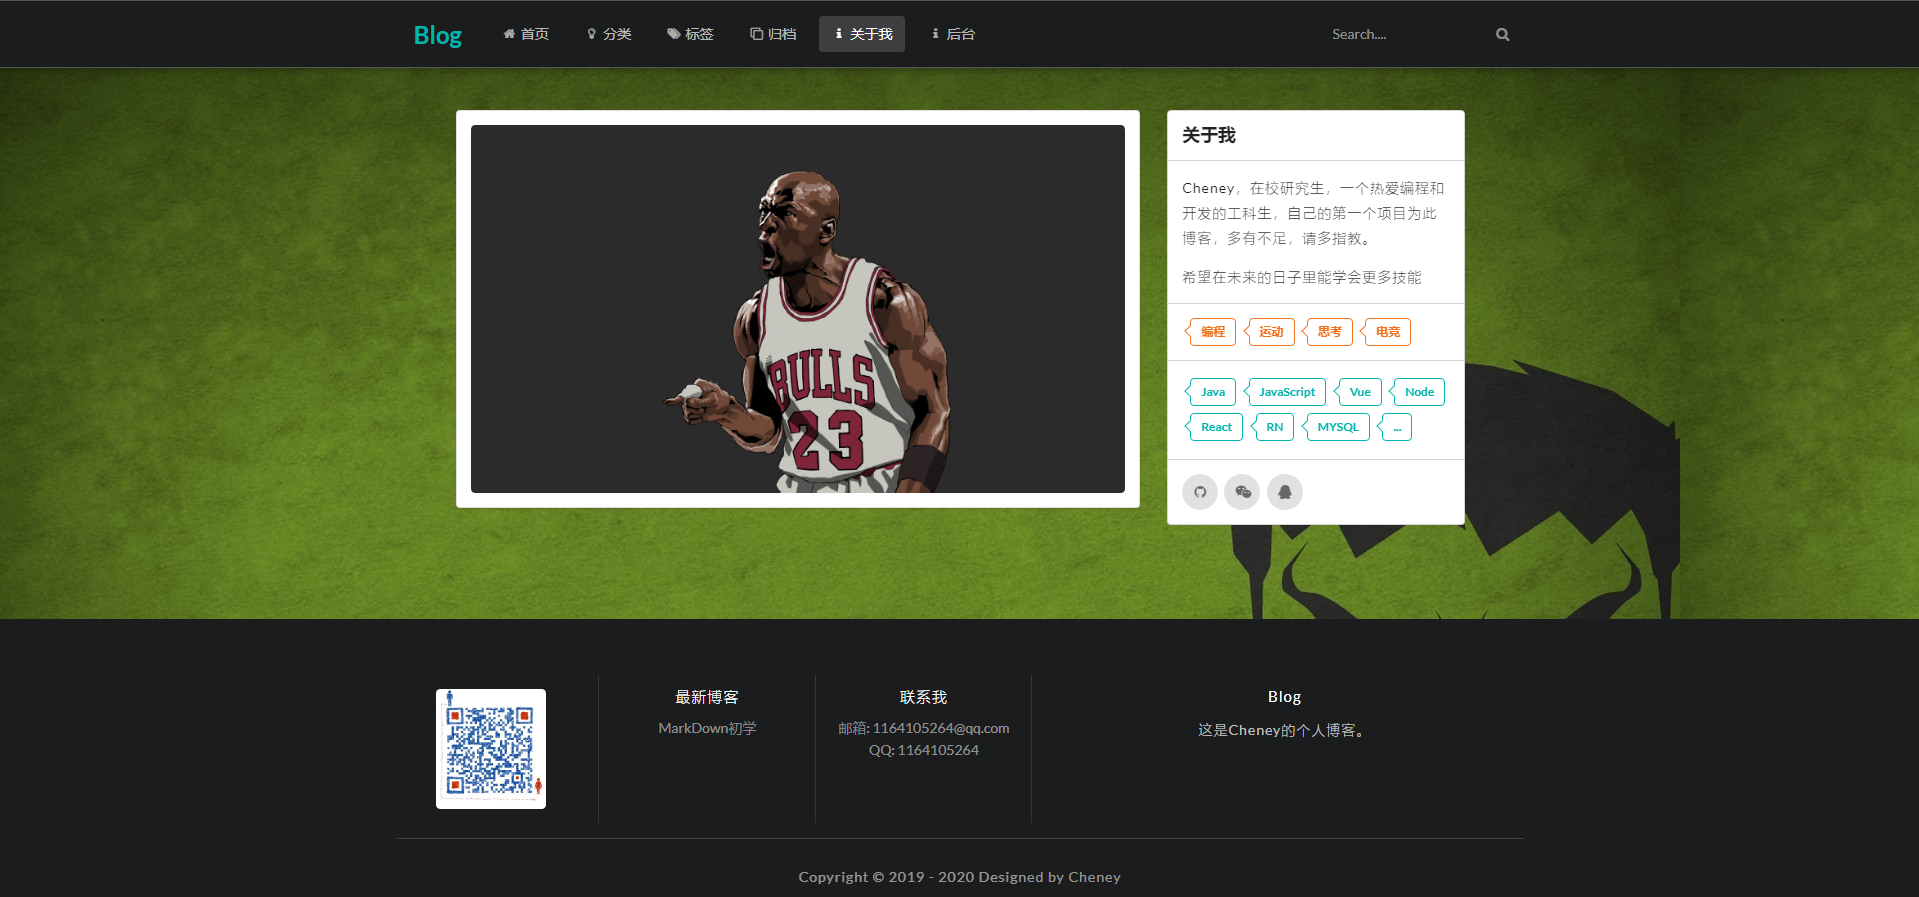 Blog
首页
分类
标签
归档
关于我
后台
Search....
BULLS
23
关于我
Cheney，在校研究生，一个热爱编程和
开发的工科生，自己的第一个项目为此
博客，多有不足，请多指教。
希望在未来的日子里能学会更多技能
编程
运动
思考
电竞
Java
JavaScript
Vue
Node
React
RN
MYSQL
...
最新博客
MarkDown初学
联系我
邮箱: 1164105264@qq.com
QQ: 1164105264
Blog
这是Cheney的个人博客。
Copyright © 2019 - 2020 Designed by Cheney